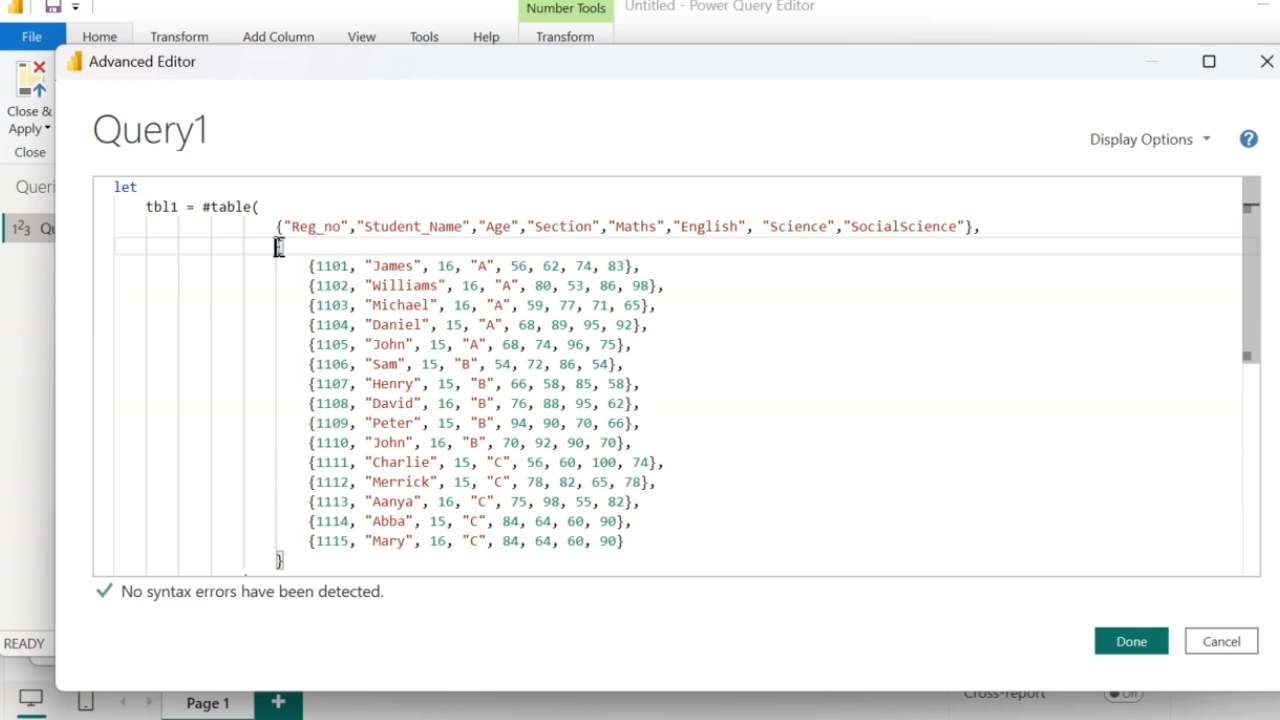 Number Tools
Untitled - Power Query Editor
File
Home
Transform
Add Column
View
Tools
Help
Transform
Advanced Editor
Close &
Apply
Close
Query1
Display Options
?
Queri
1²3 Qu
let
tbl1 = #table(
{"Reg_no","Student_Name","Age","Section","Maths","English", "Science","SocialScience"},
{
{1101, "James", 16, "A", 56, 62, 74, 83},
{1102, "Williams", 16, "A", 80, 53, 86, 98},
{1103, "Michael", 16, "A", 59, 77, 71, 65},
{1104, "Daniel", 15, "A", 68, 89, 95, 92},
{1105, "John", 15, "A", 68, 74, 96, 75},
{1106, "Sam", 15, "B", 54, 72, 86, 54},
{1107, "Henry", 15, "B", 66, 58, 85, 58},
{1108, "David", 16, "B", 76, 88, 95, 62},
{1109, "Peter", 15, "B", 94, 90, 70, 66},
{1110, "John", 16, "B", 70, 92, 90, 70},
{1111, "Charlie", 15, "C", 56, 60, 100, 74},
{1112, "Merrick", 15, "C", 78, 82, 65, 78},
{1113, "Aanya", 16, "C", 75, 98, 55, 82},
{1114, "Abba", 15, "C", 84, 64, 60, 90},
{1115, "Mary", 16, "C", 84, 64, 60, 90}
}
No syntax errors have been detected.
READY
Done
Cancel
Page 1
+
Cross-report
Off